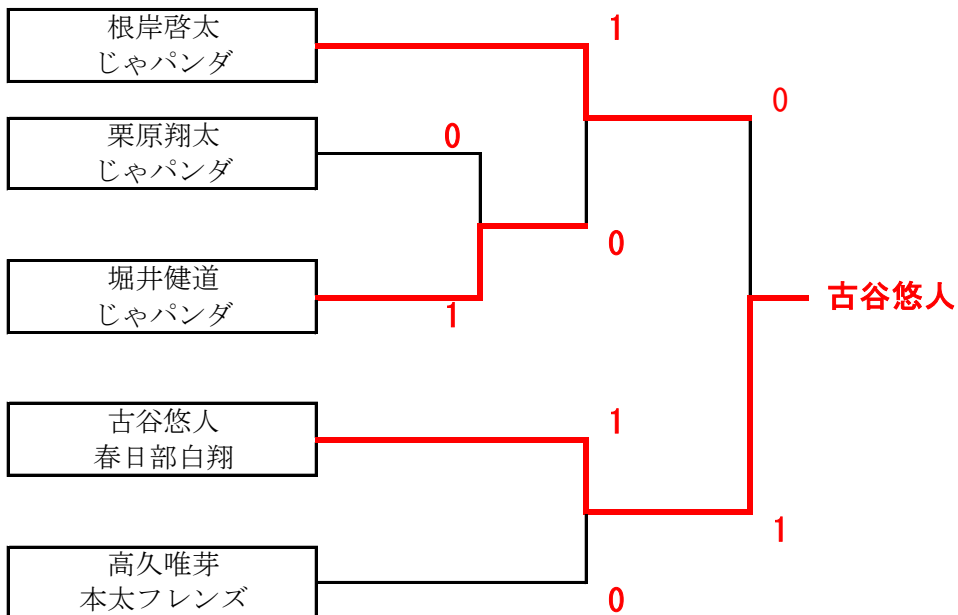 根岸啓太
じゃパンダ
1
0
栗原翔太
じゃパンダ
0
0
堀井健道
じゃパンダ
1
古谷悠人
古谷悠人
春日部白翔
1
1
高久唯芽
本太フレンズ
0